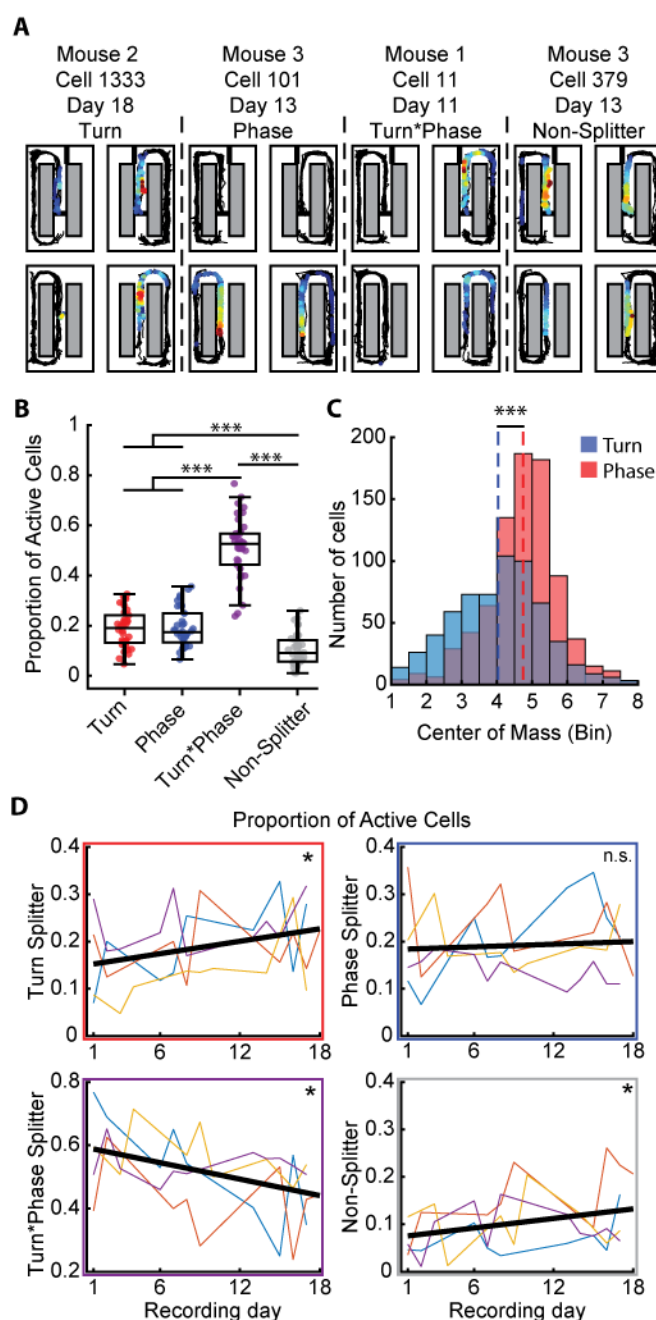 A
Mouse 2 Mouse 3 Mouse 1 Mouse 3
Cell 1333 Cell 101 Cell 11 Cell 379
Day 18 Day 13 Day 11 Day 13
Turn Phase Turn*Phase Non-Splitter
B
Proportion of Active Cells
1
0.8
0.6
0.4
0.2
0
***
*** ***
Turn
Phase
Turn*Phase
Non-Splitter
C
***
Turn
Phase
Number of cells
200
150
100
50
0
1 2 3 4 5 6 7 8
Center of Mass (Bin)
D
Proportion of Active Cells
Turn Splitter
0.4
0.3
0.2
0.1
0
*
1 6 12 18
Phase Splitter
0.4
0.3
0.2
0.1
0
n.s.
1 6 12 18
Turn*Phase Splitter
0.8
0.6
0.4
0.2
*
1 6 12 18
Recording day
Non-Splitter
0.4
0.3
0.2
0.1
0
*
1 6 12 18
Recording day